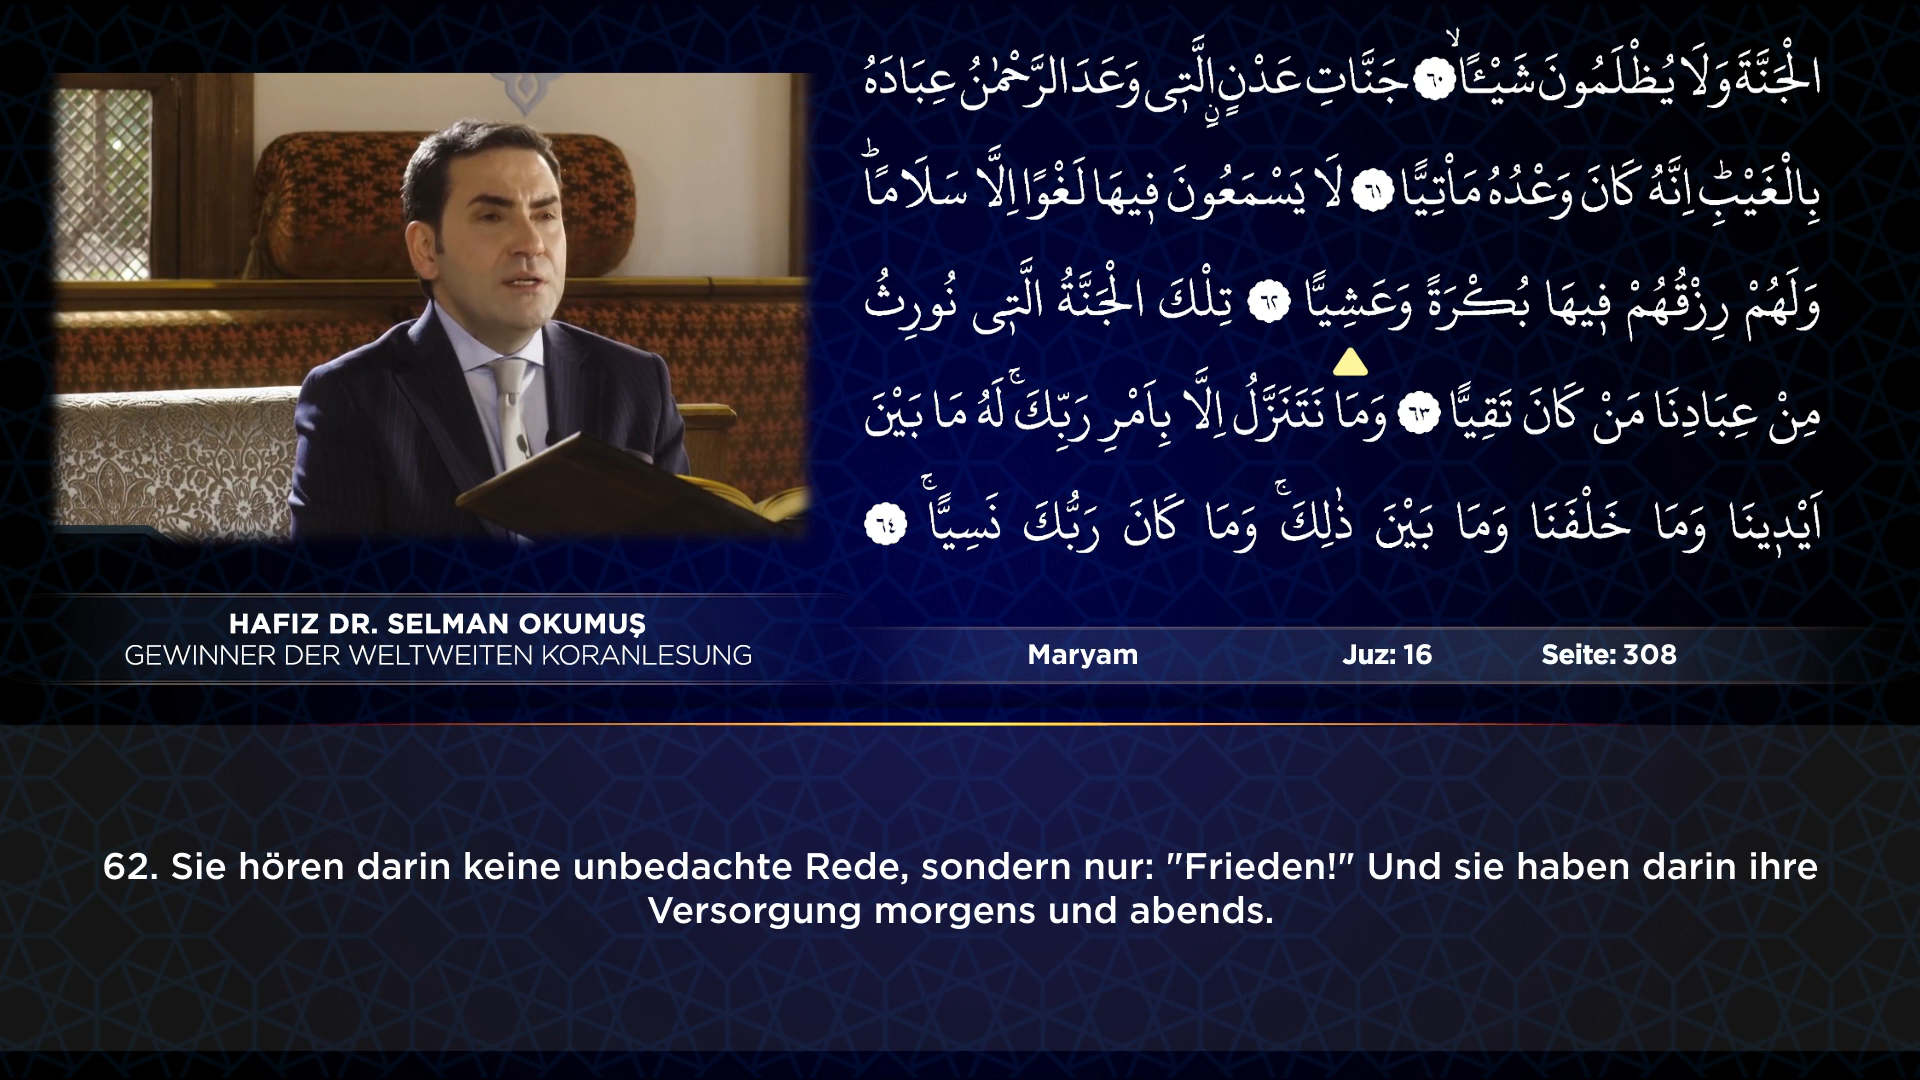 الْجَنَّةَ وَلَا يُظْلَمُونَ شَيْـًٔاۙ ﴿٦٠﴾ جَنَّاتِ عَدْنٍۨ الَّتٖى وَعَدَ الرَّحْمٰنُ عِبَادَهُ
بِالْغَيْبِؕ اِنَّهُ كَانَ وَعْدُهُ مَأْتِيًّا ﴿٦١﴾ لَا يَسْمَعُونَ فٖيهَا لَغْوًا اِلَّا سَلَامًاؕ
وَلَهُمْ رِزْقُهُمْ فٖيهَا بُكْرَةً وَعَشِيًّا ﴿٦٢﴾ تِلْكَ الْجَنَّةُ الَّتٖى نُورِثُ
مِنْ عِبَادِنَا مَنْ كَانَ تَقِيًّا ﴿٦٣﴾ وَمَا نَتَنَزَّلُ اِلَّا بِاَمْرِ رَبِّكَۚ لَهُ مَا بَيْنَ
اَيْدٖينَا وَمَا خَلْفَنَا وَمَا بَيْنَ ذٰلِكَۚ وَمَا كَانَ رَبُّكَ نَسِيًّاۚ ﴿٦٤﴾
HAFIZ DR. SELMAN OKUMUŞ
GEWINNER DER WELTWEITEN KORANLESUNG
Maryam Juz: 16 Seite: 308
62. Sie hören darin keine unbedachte Rede, sondern nur: "Frieden!" Und sie haben darin ihre
Versorgung morgens und abends.